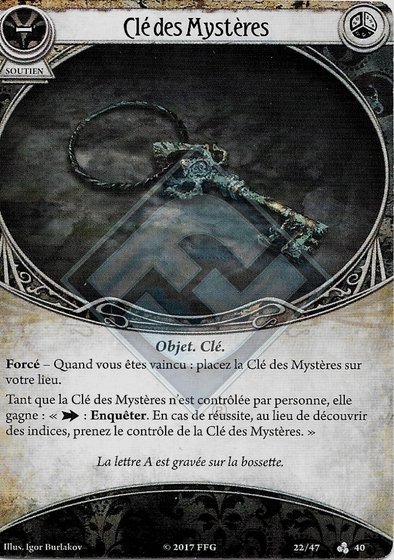 Clé des Mystères
SOUTIEN
Objet. Clé.
Forcé – Quand vous êtes vaincu : placez la Clé des Mystères sur
votre lieu.
Tant que la Clé des Mystères n'est contrôlée par personne, elle
gagne : « : Enquêter. En cas de réussite, au lieu de découvrir
des indices, prenez le contrôle de la Clé des Mystères. »
La lettre A est gravée sur la bossette.
Illus. Igor Burlakov © 2017 FFG 22/47 40